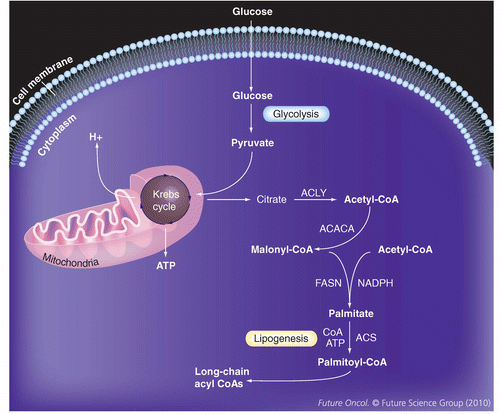 Glucose
Cell membrane
Cytoplasm
Glucose
Glycolysis
H+
Pyruvate
Krebs
cycle
Citrate
ACLY
Acetyl-CoA
Mitochondria
ATP
ACACA
Malonyl-CoA
Acetyl-CoA
FASN
NADPH
Palmitate
Lipogenesis
CoA
ATP
ACS
Palmitoyl-CoA
Long-chain
acyl CoAs
Future Oncol. © Future Science Group (2010)